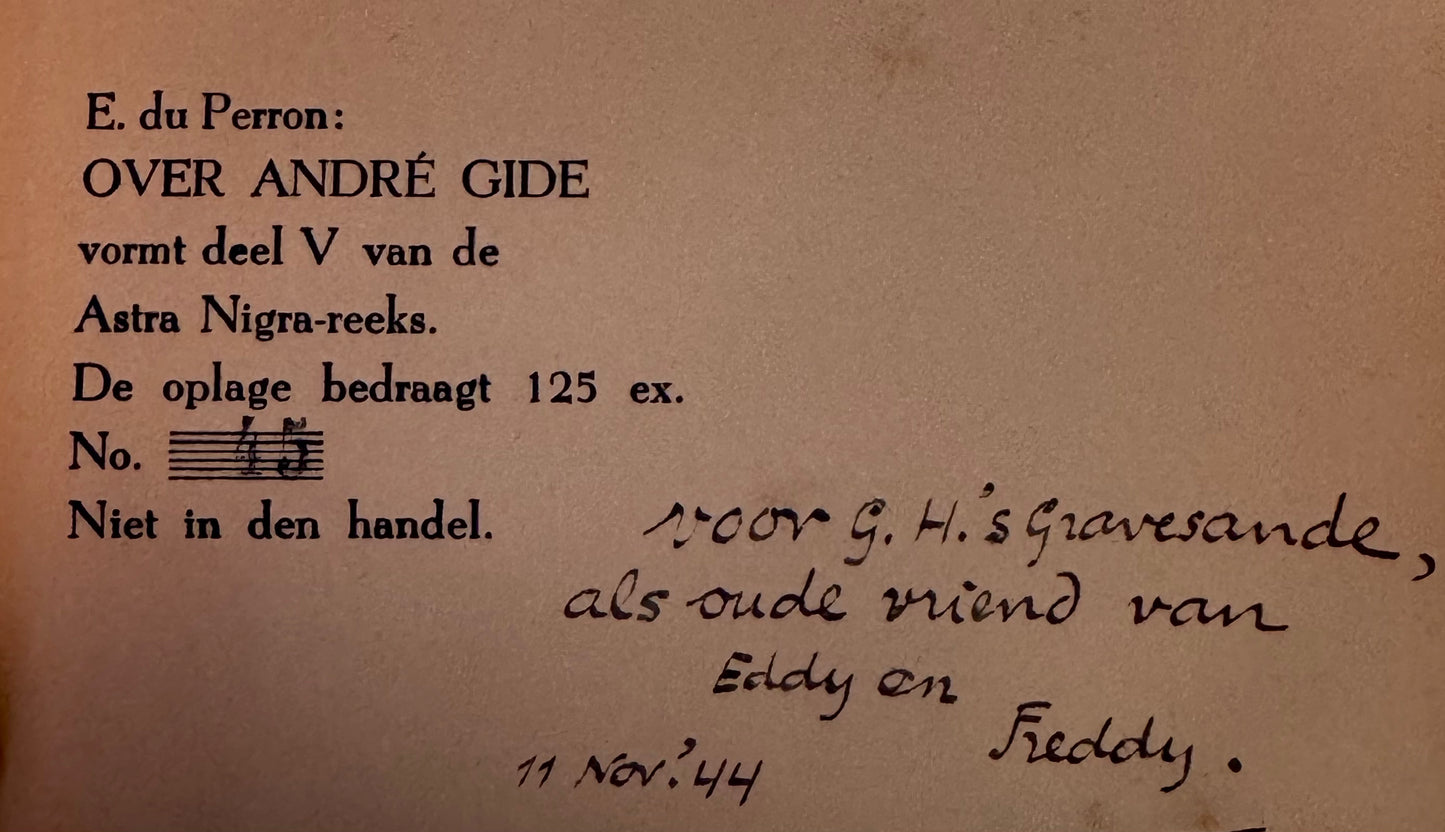 E. du Perron:
OVER ANDRÉ GIDE
vormt deel V van de
Astra Nigra-reeks.
De oplage bedraagt 125 ex.
No. 45
Niet in den handel.
voor G. H. 's Gravesande,
als oude vriend van
Eddy en
Freddy.
11 Nov. '44